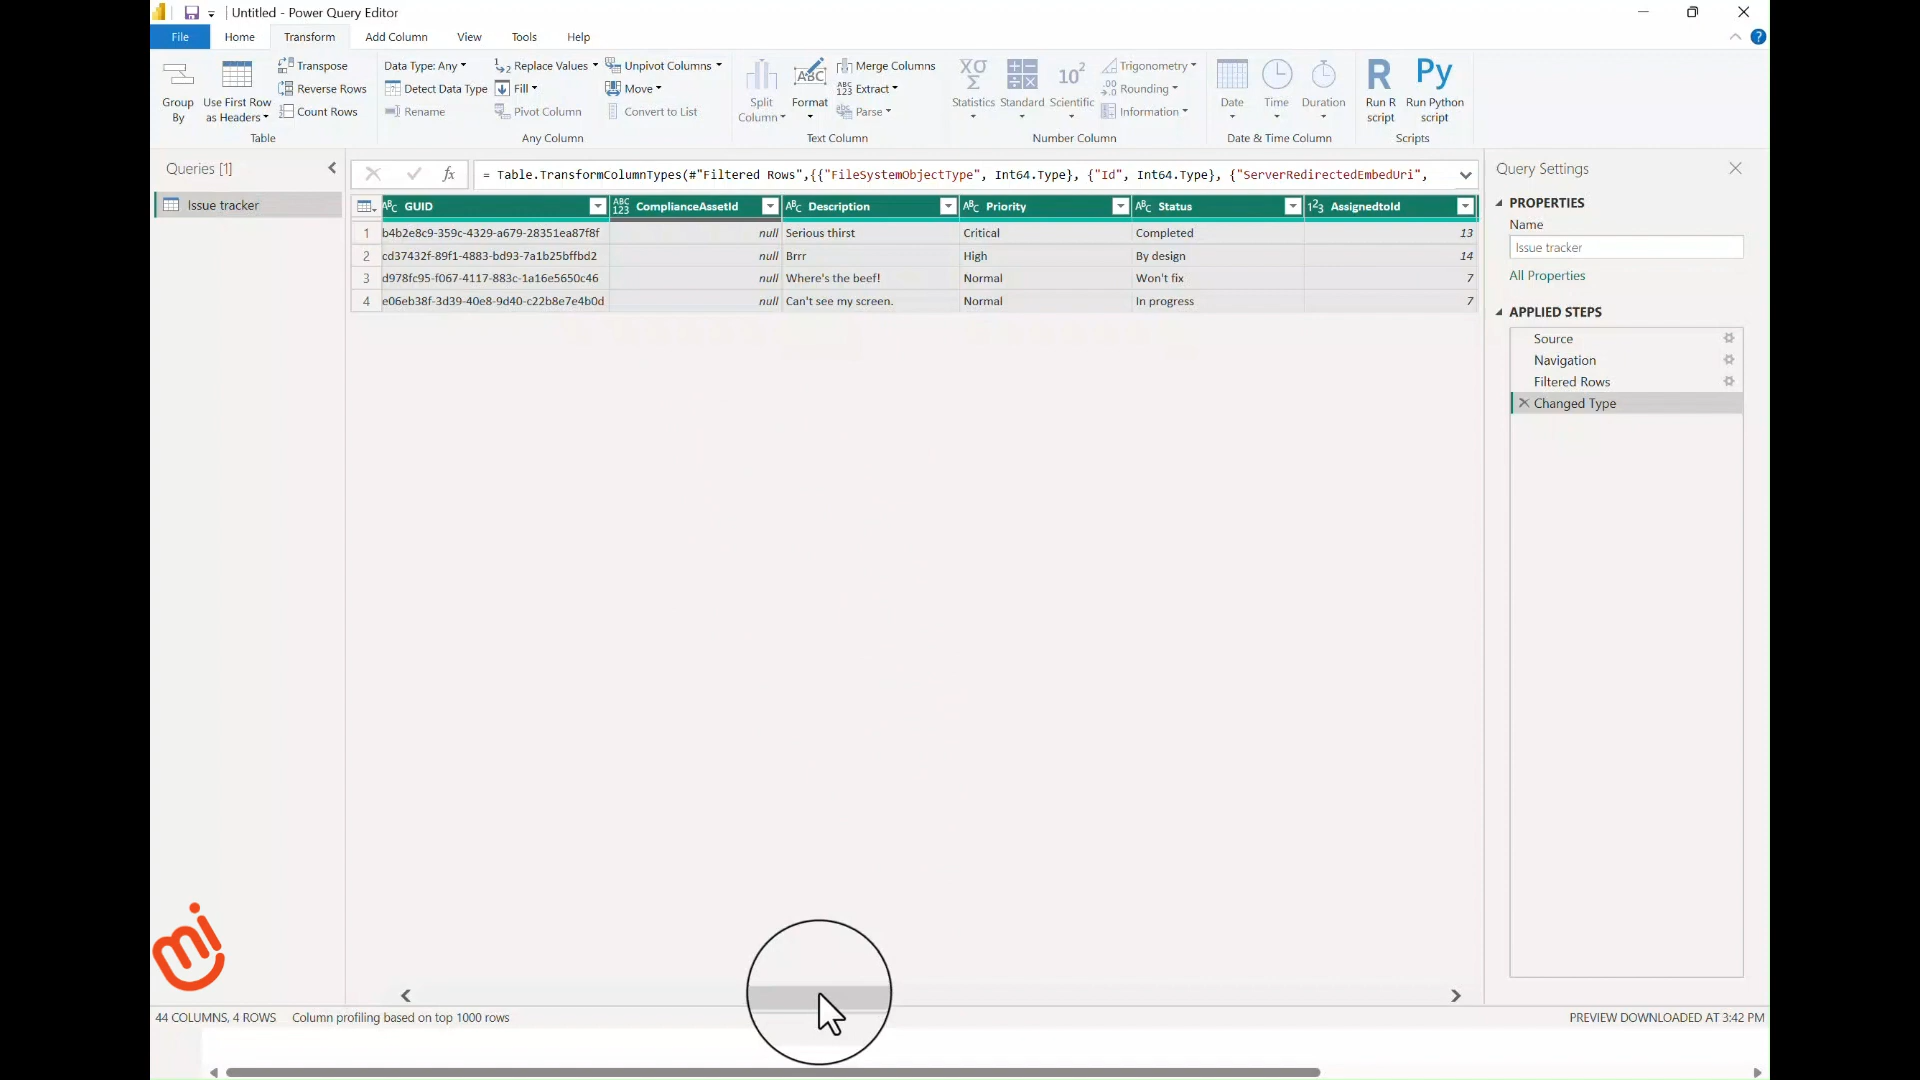 Untitled - Power Query Editor
File Home Transform Add Column View Tools Help
Group By
Use First Row as Headers
Transpose
Reverse Rows
Count Rows
Table
Data Type: Any
Detect Data Type
Rename
Replace Values
Fill
Pivot Column
Unpivot Columns
Move
Convert to List
Any Column
Split Column
Format
Merge Columns
Extract
Parse
Text Column
Statistics
Standard
Scientific
Trigonometry
Rounding
Information
Number Column
Date
Time
Duration
Date & Time Column
Run R script
Run Python script
Scripts
Queries [1]
Issue tracker
fx = Table.TransformColumnTypes(#"Filtered Rows",{{"FileSystemObjectType", Int64.Type}, {"Id", Int64.Type}, {"ServerRedirectedEmbedUri",
GUID ComplianceAssetId Description Priority Status AssignedtoId
1 b4b2e8c9-359c-4329-a679-28351ea87f8f null Serious thirst Critical Completed 13
2 cd37432f-89f1-4883-bd93-7a1b25bffbd2 null Brrr High By design 14
3 d978fc95-f067-4117-883c-1a16e5650c46 null Where's the beef! Normal Won't fix 7
4 e06eb38f-3d39-40e8-9d40-c22b8e7e4b0d null Can't see my screen. Normal In progress 7
Query Settings
PROPERTIES
Name
Issue tracker
All Properties
APPLIED STEPS
Source
Navigation
Filtered Rows
Changed Type
mi
44 COLUMNS, 4 ROWS Column profiling based on top 1000 rows
PREVIEW DOWNLOADED AT 3:42 PM